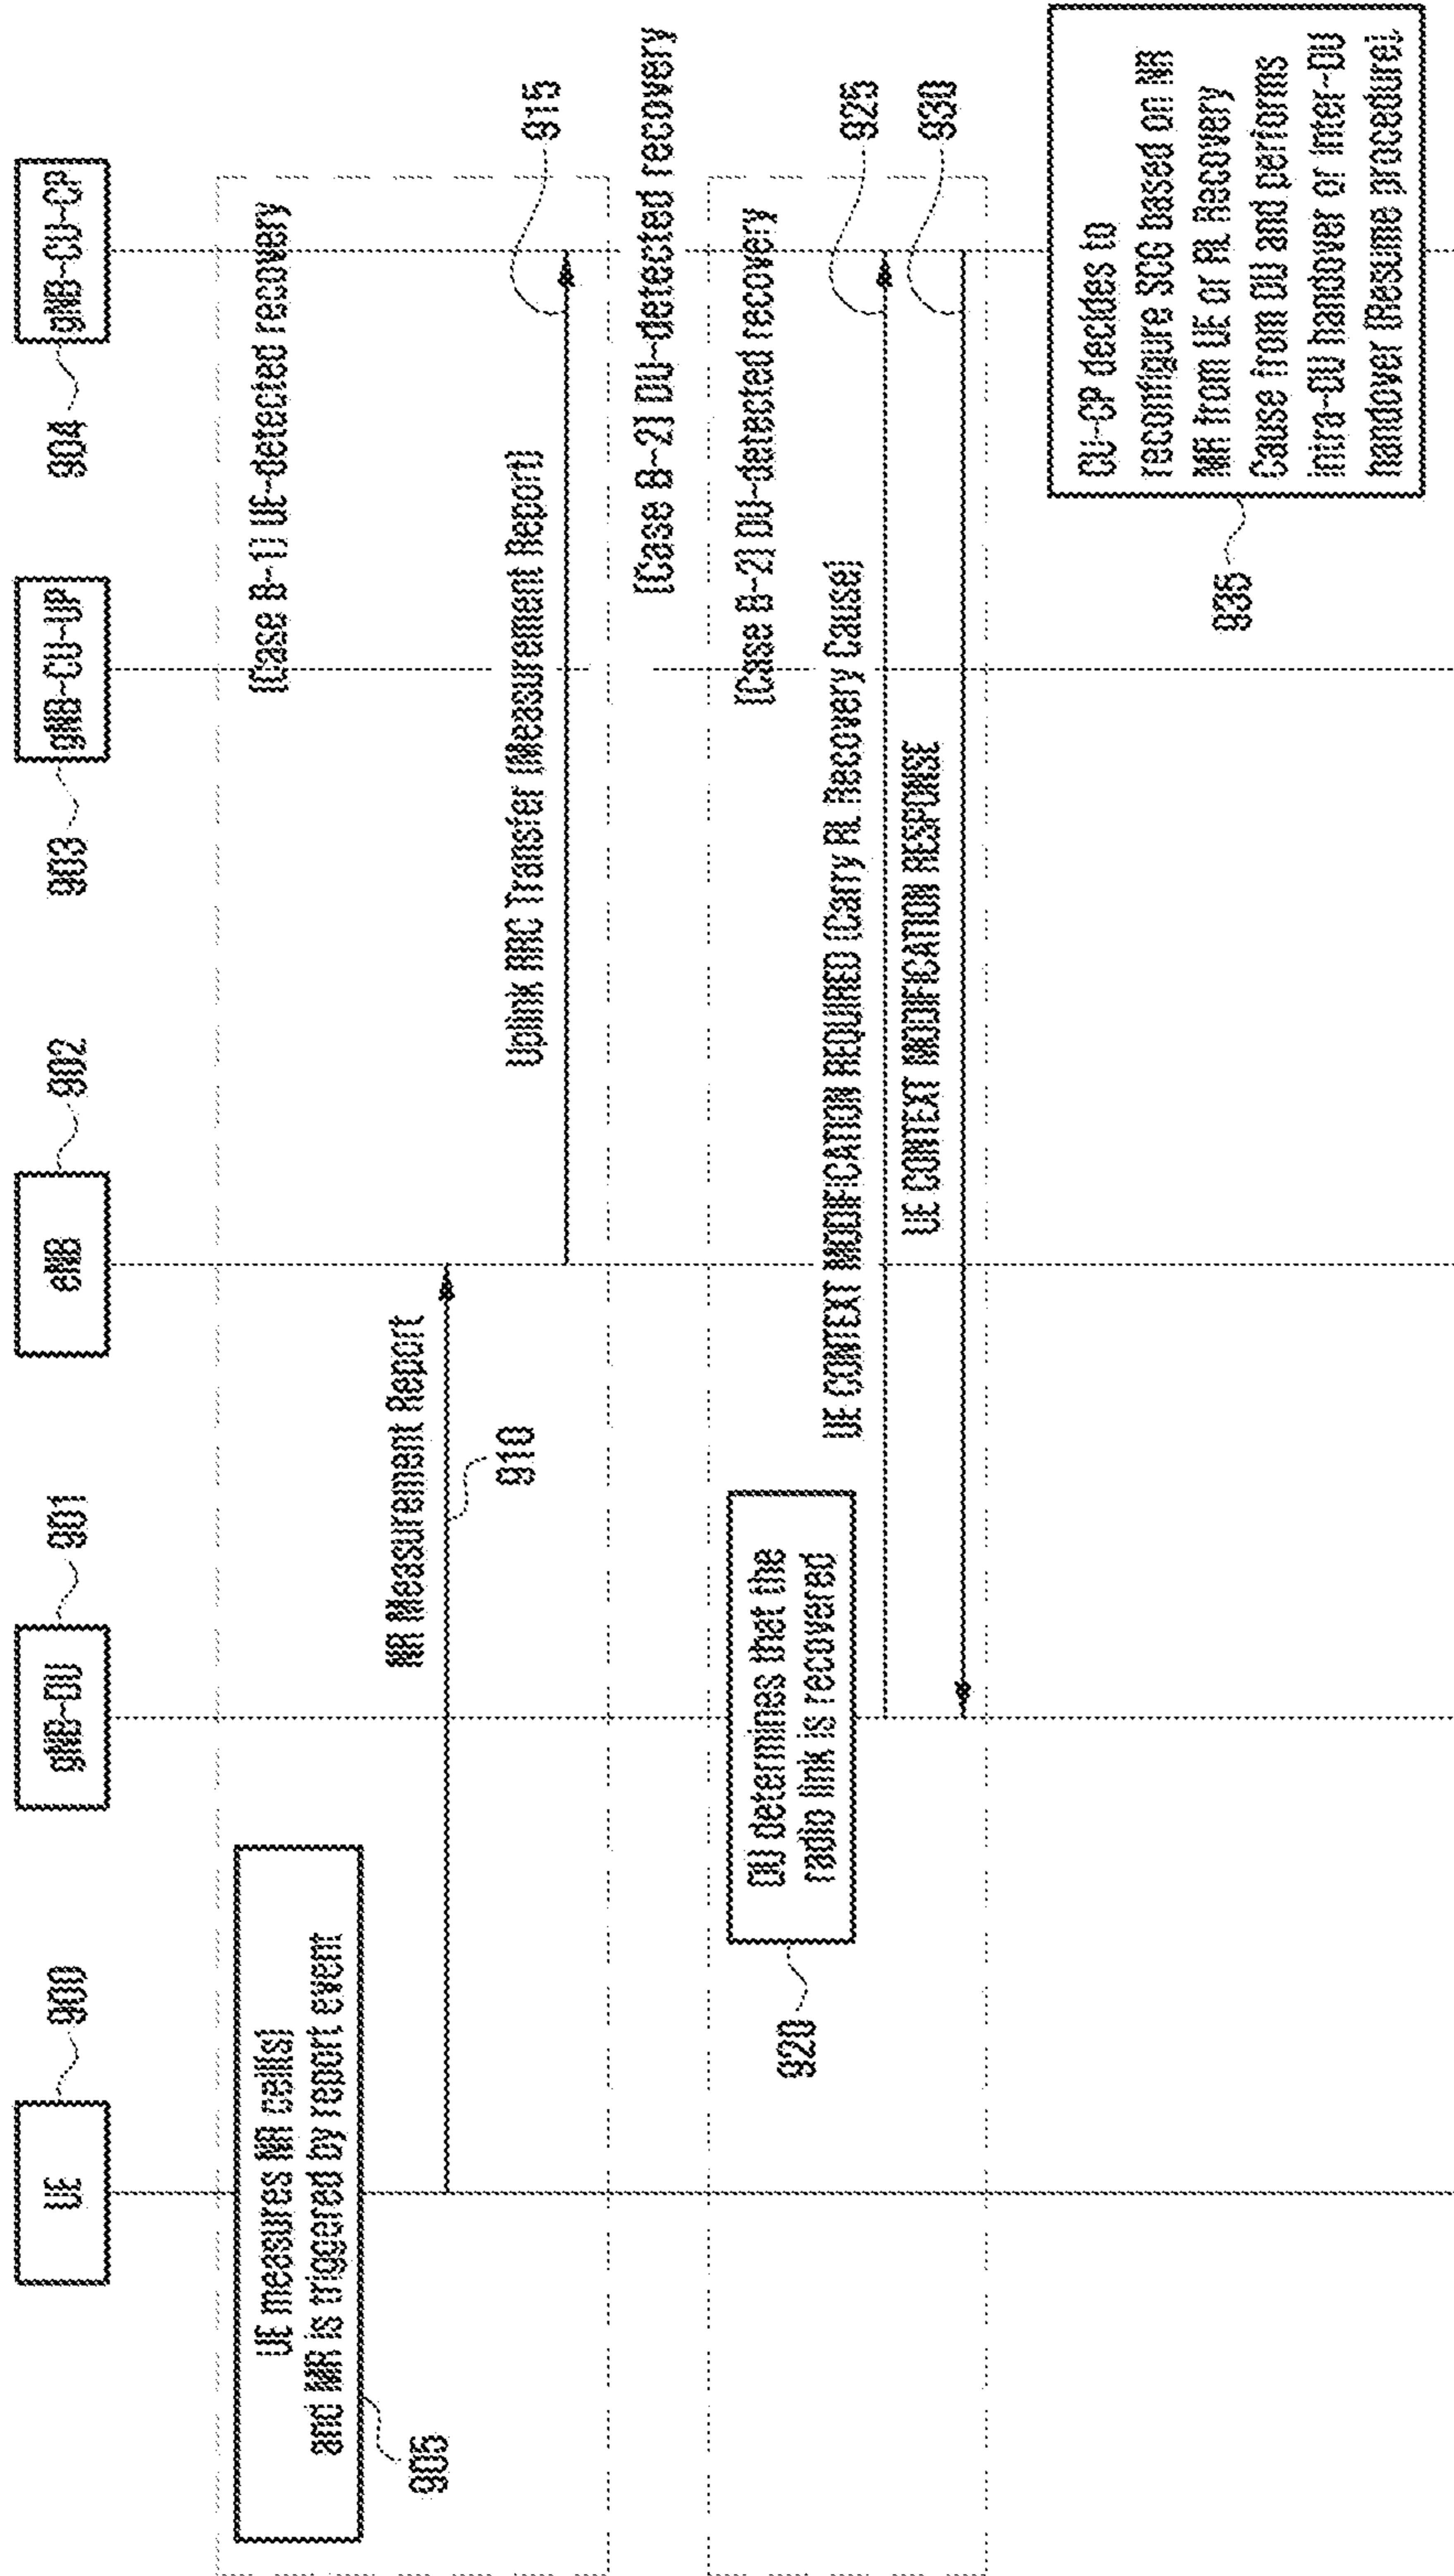 UE
900
gNB-DU
901
eNB
902
gNB-CU-UP
903
gNB-CU-CP
904
[Case B-1] UE-detected recovery
UE measures NR cell(s)
and MR is triggered by report event
905
NR Measurement Report
910
Uplink RRC Transfer (Measurement Report)
915
[Case B-2] DU-detected recovery
[Case B-2] DU-detected recovery
DU determines that the
radio link is recovered
920
UE CONTEXT MODIFICATION REQUIRED (Carry RL Recovery Cause)
925
UE CONTEXT MODIFICATION RESPONSE
930
CU-CP decides to
reconfigure SCG based on NR
MR from UE or RL Recovery
Cause from DU and performs
intra-DU handover or inter-DU
handover (Resume procedure).
935